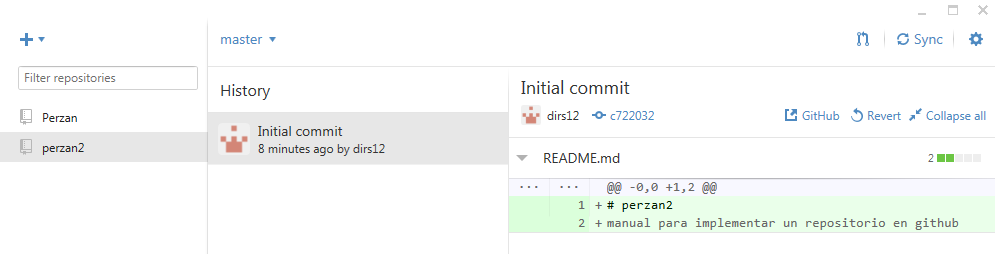 master
Sync
Filter repositories
Perzan
perzan2
History
Initial commit
8 minutes ago by dirs12
Initial commit
dirs12 c722032 GitHub Revert Collapse all
README.md 2
... ... @@ -0,0 +1,2 @@
1 +# perzan2
2 +manual para implementar un repositorio en github